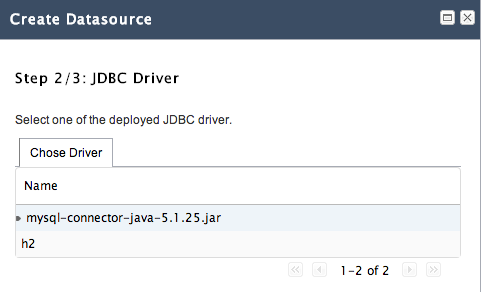 Create Datasource
Step 2/3: JDBC Driver
Select one of the deployed JDBC driver.
Chose Driver
Name
mysql-connector-java-5.1.25.jar
h2
1-2 of 2